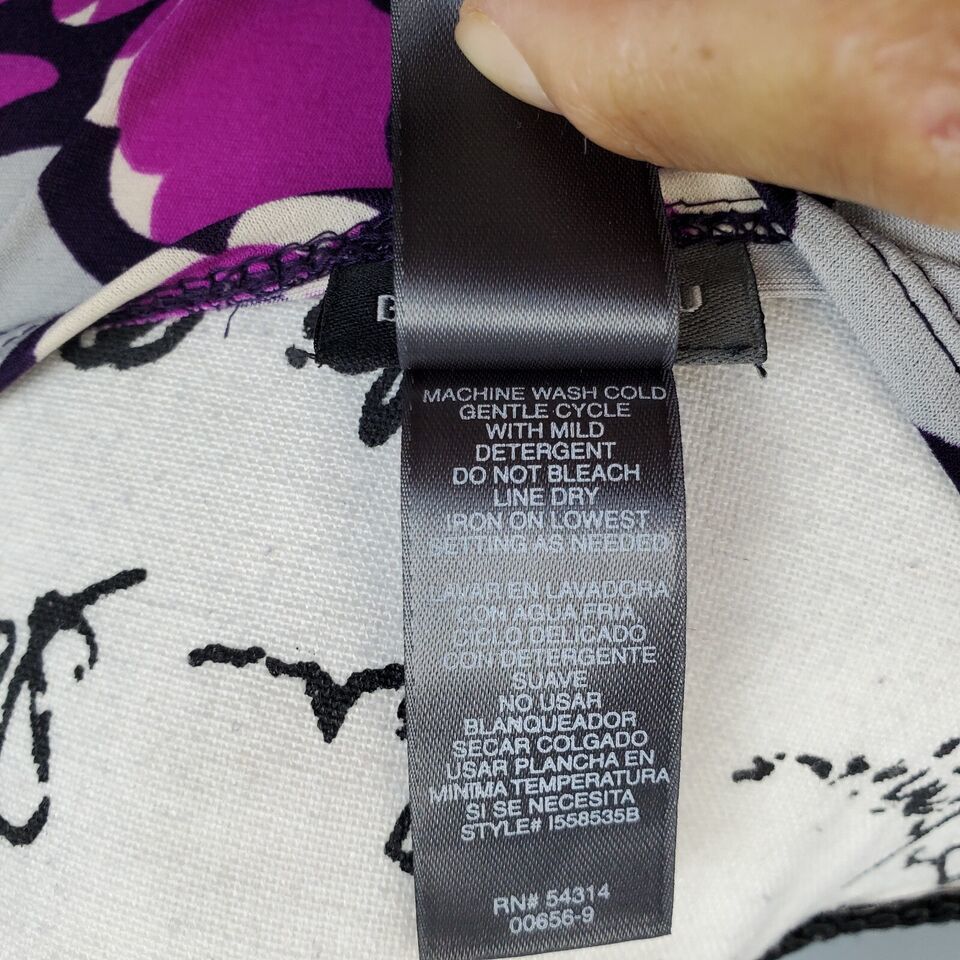 MACHINE WASH COLD
GENTLE CYCLE
WITH MILD
DETERGENT
DO NOT BLEACH
LINE DRY
IRON ON LOWEST
SETTING AS NEEDED
LAVAR EN LAVADORA
CON AGUA FRIA
CICLO DELICADO
CON DETERGENTE
SUAVE
NO USAR
BLANQUEADOR
SECAR COLGADO
USAR PLANCHA EN
MINIMA TEMPERATURA
SI SE NECESITA
STYLE# I558535B
RN# 54314
00656-9